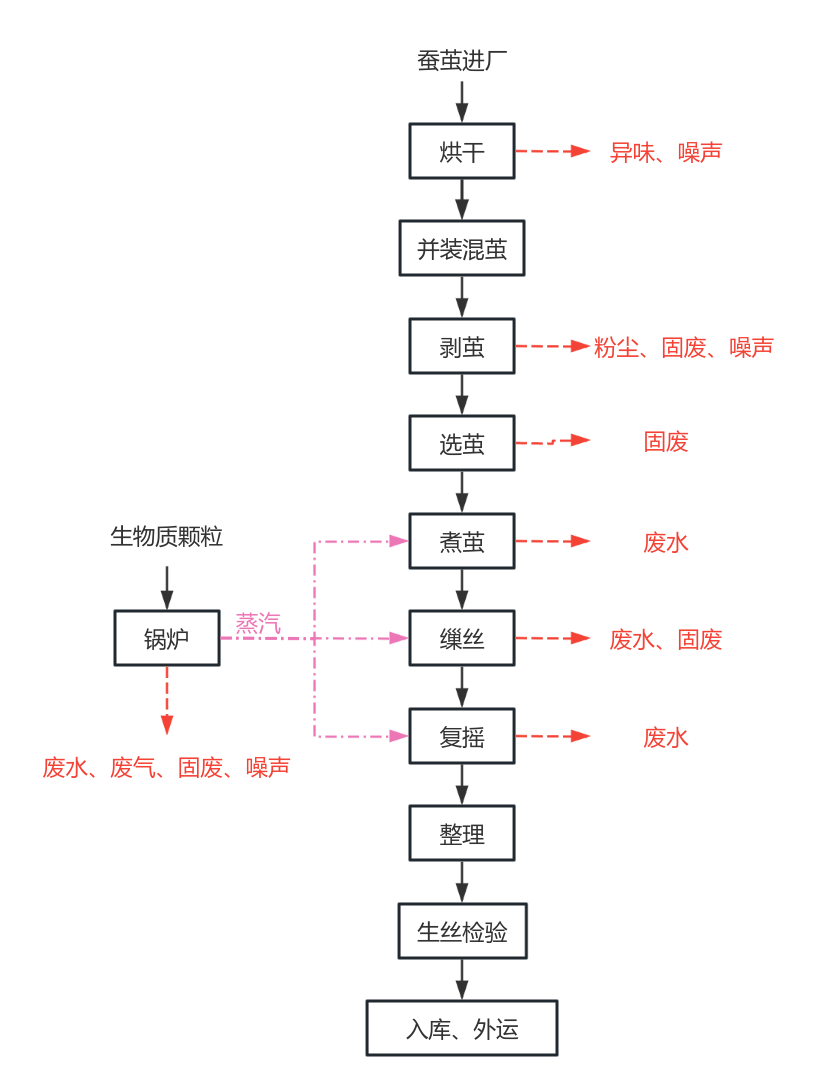 蚕茧进厂
烘干
异味、噪声
并装混茧
剥茧
粉尘、固废、噪声
选茧
固废
生物质颗粒
煮茧
废水
锅炉
蒸汽
缫丝
废水、固废
复摇
废水
废水、废气、固废、噪声
整理
生丝检验
入库、外运